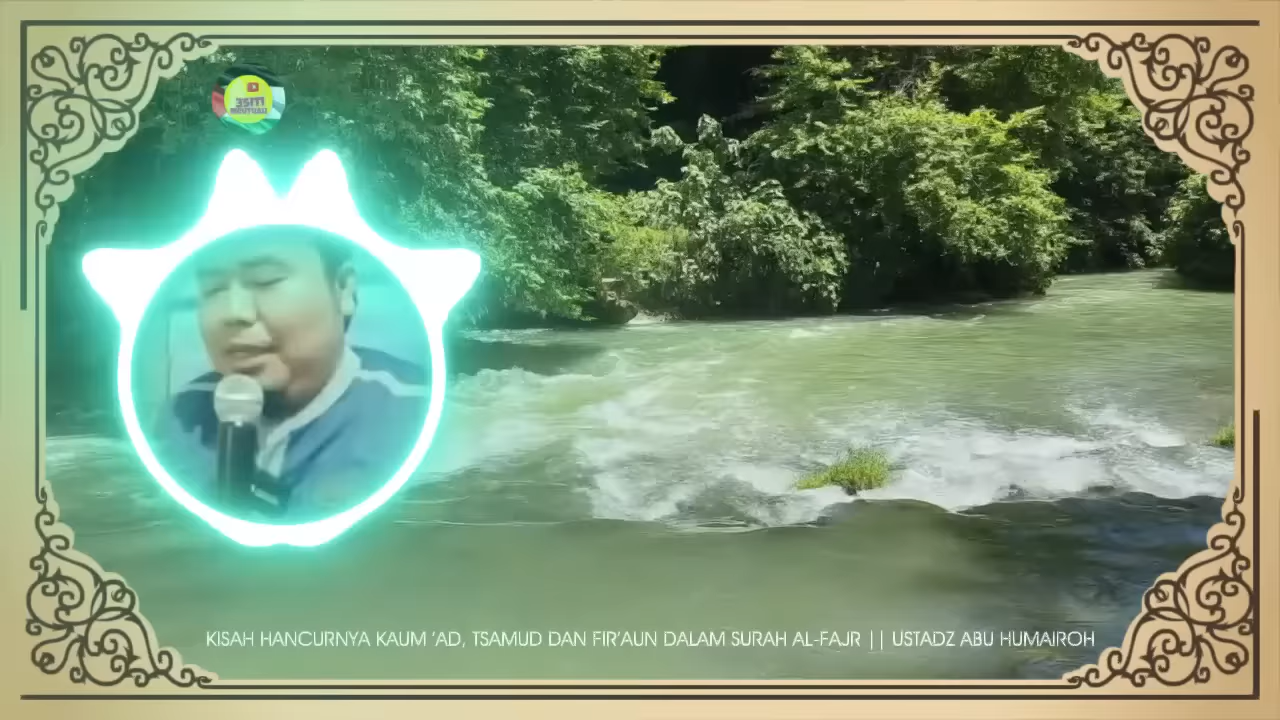 KISAH HANCURNYA KAUM 'AD, TSAMUD DAN FIR'AUN DALAM SURAH AL-FAJR || USTADZ ABU HUMAIROH